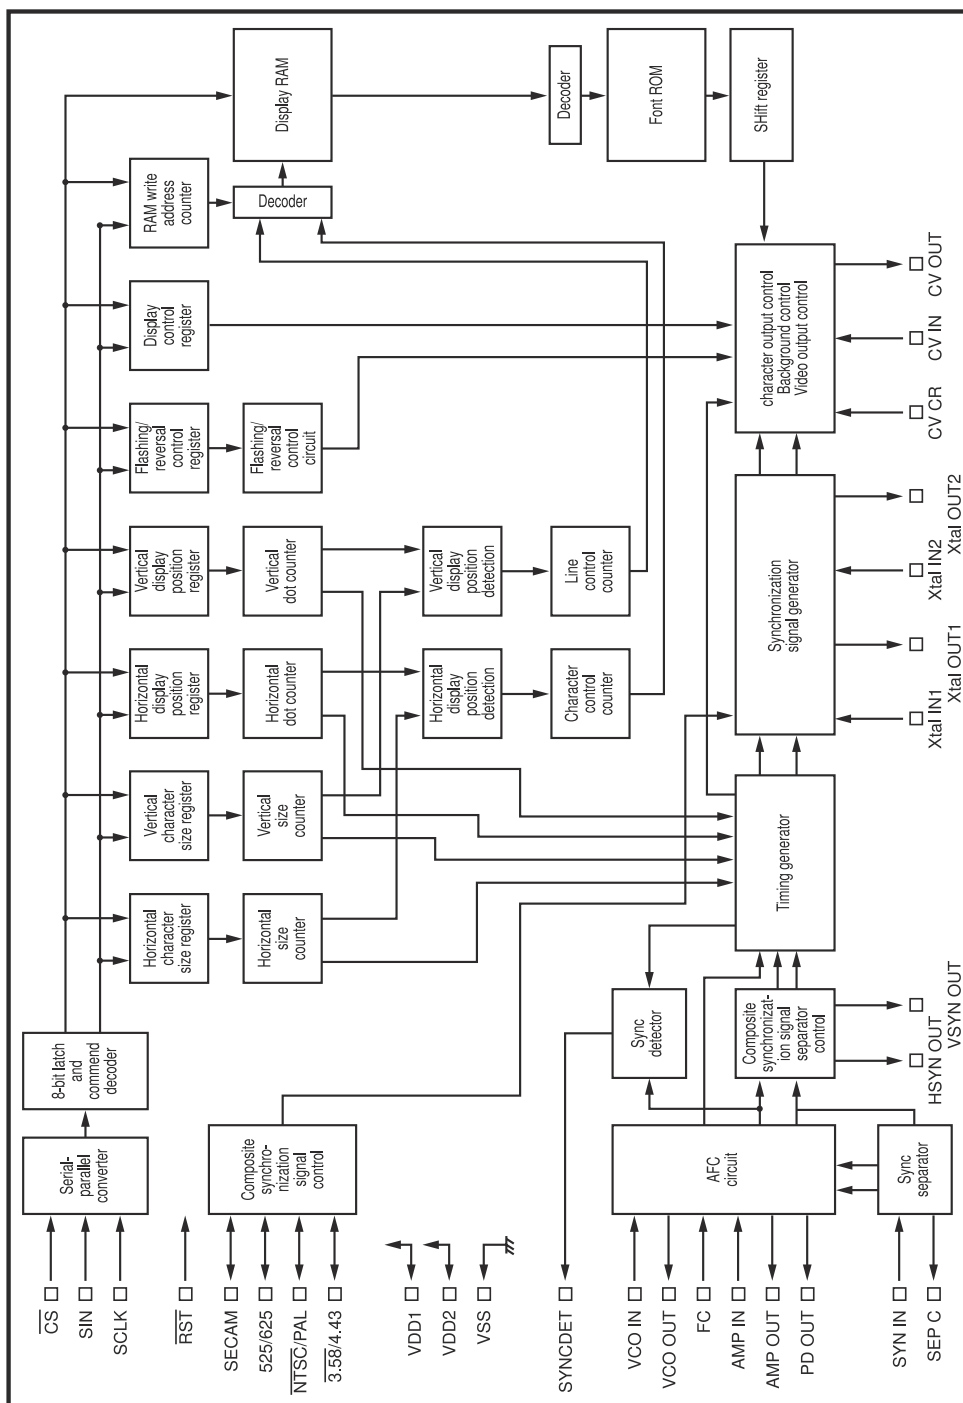 CS
SIN
SCLK
RST
SECAM
525/625
NTSC/PAL
3.58/4.43
VDD1
VDD2
VSS
SYNCDET
VCO IN
VCO OUT
FC
AMP IN
AMP OUT
PD OUT
SYN IN
SEP C
Serial-
parallel
converter
8-bit latch
and
commend
decoder
Composite
synchro-
nization
signal
control
AFC
circuit
Sync
separator
Sync
detector
Composite
synchronizat-
ion signal
separator
control
HSYN OUT
VSYN OUT
Horizontal
character
size register
Horizontal
size
counter
Vertical
character
size register
Vertical
size
counter
Timing generator
Horizontal
display
position
register
Horizontal
dot counter
Horizontal
display
position
detection
Character
control
counter
Vertical
display
position
register
Vertical
dot counter
Vertical
display
position
detection
Line
control
counter
Synchronization
signal generator
Xtal IN1
Xtal OUT1
Xtal IN2
Xtal OUT2
Flashing/
reversal
control
register
Flashing/
reversal
control
circuit
Display
control
register
character output control
Background control
Video output control
CV CR
CV IN
CV OUT
RAM write
address
counter
Decoder
Display RAM
Decoder
Font ROM
SHift register